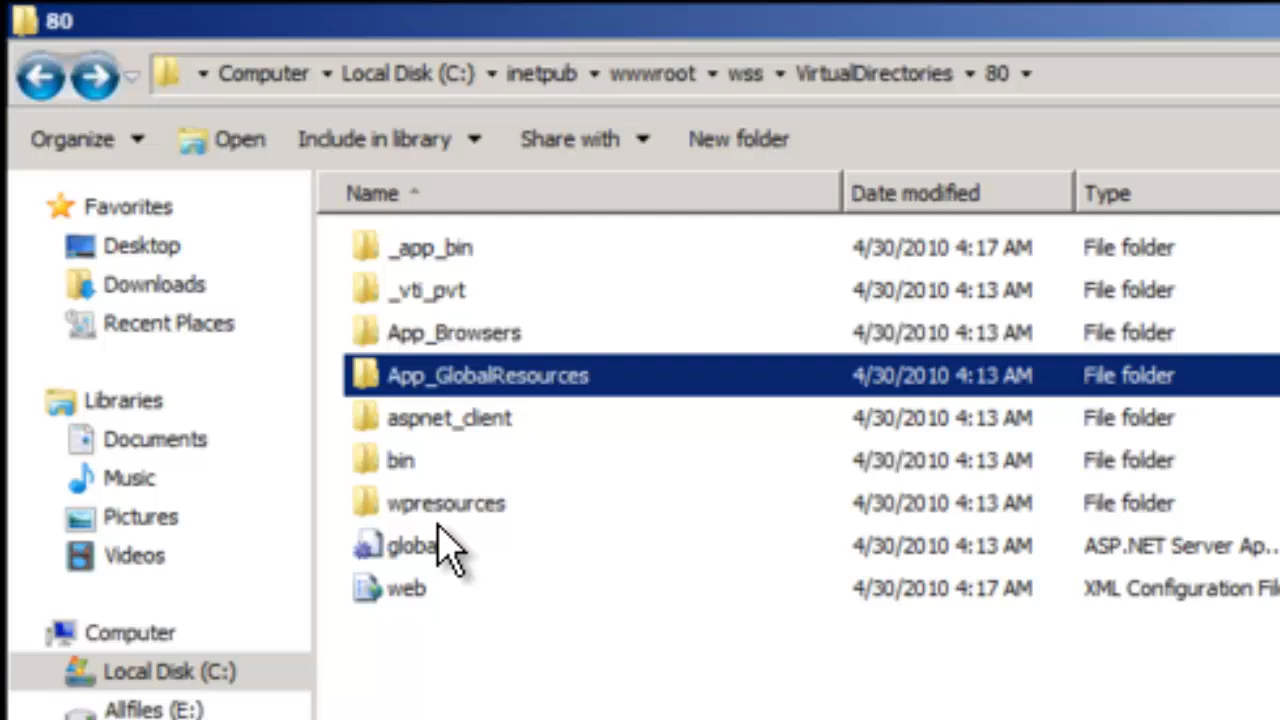 80
Computer Local Disk (C:) inetpub wwwroot wss VirtualDirectories 80
Organize Open Include in library Share with New folder
Name Date modified Type
Favorites
Desktop
Downloads
Recent Places
Libraries
Documents
Music
Pictures
Videos
Computer
Local Disk (C:)
Allfiles (E:)
_app_bin 4/30/2010 4:17 AM File folder
_vti_pvt 4/30/2010 4:13 AM File folder
App_Browsers 4/30/2010 4:13 AM File folder
App_GlobalResources 4/30/2010 4:13 AM File folder
aspnet_client 4/30/2010 4:13 AM File folder
bin 4/30/2010 4:13 AM File folder
wpresources 4/30/2010 4:13 AM File folder
globa 4/30/2010 4:13 AM ASP.NET Server Ap...
web 4/30/2010 4:17 AM XML Configuration File